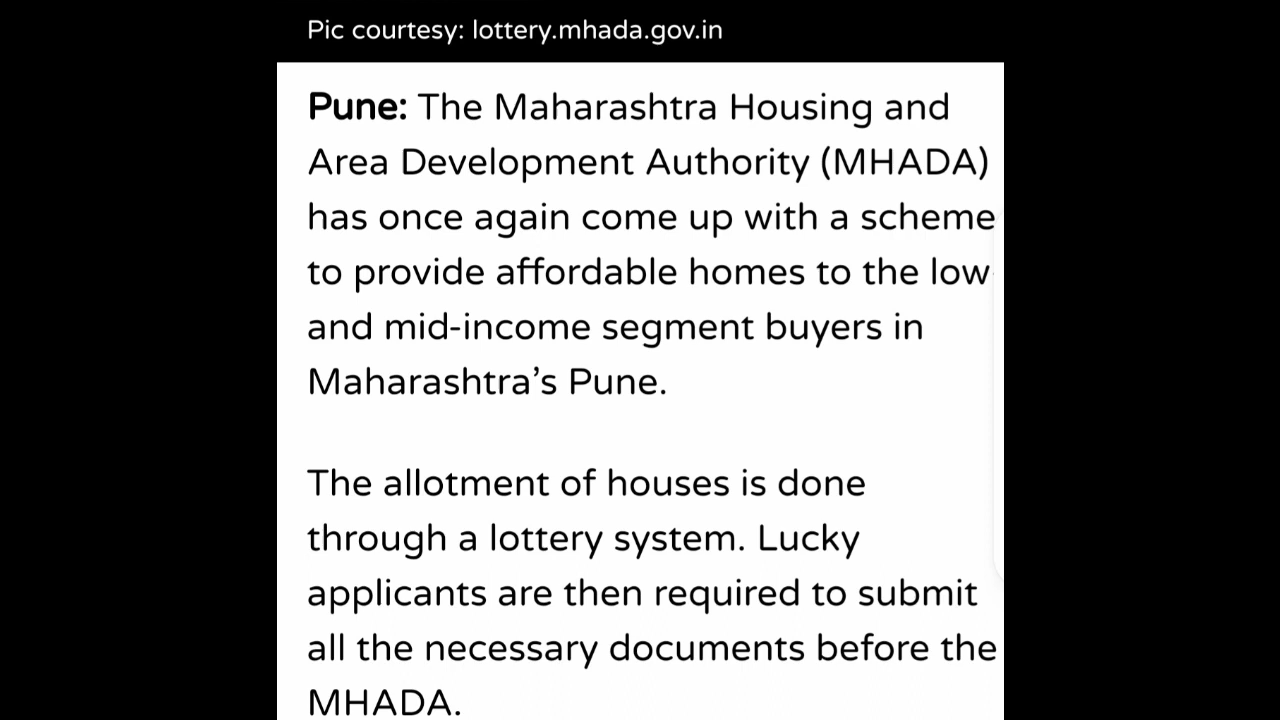 Pic courtesy: lottery.mhada.gov.in
Pune: The Maharashtra Housing and
Area Development Authority (MHADA)
has once again come up with a scheme
to provide affordable homes to the low
and mid-income segment buyers in
Maharashtra’s Pune.
The allotment of houses is done
through a lottery system. Lucky
applicants are then required to submit
all the necessary documents before the
MHADA.